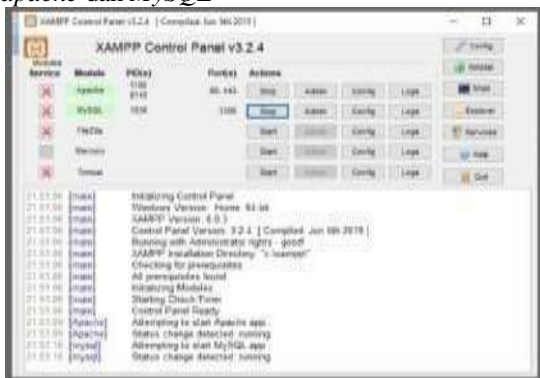 apache dan MySQL
XAMPP Control Panel v3.2.4 [ Compiled: Jun 5th 2019 ]
XAMPP Control Panel v3.2.4
Config
Modules
Service Module PID(s) Port(s) Actions
Netstat
Apache 80, 443 Stop Admin Config Logs
Shell
MySQL 3306 Stop Admin Config Logs
Explorer
FileZilla Start Admin Config Logs
Services
Mercury Start Admin Config Logs
Help
Tomcat Start Admin Config Logs
Quit
[main] Initializing Control Panel
[main] Windows Version: Home 64-bit
[main] XAMPP Version:
[main] Control Panel Version: 3.2.4 [ Compiled: Jun 5th 2019 ]
[main] Running with Administrator rights - good!
[main] XAMPP Installation Directory: "c:\xampp\"
[main] Checking for prerequisites
[main] All prerequisites found
[main] Initializing Modules
[main] Starting Check-Timer
[main] Control Panel Ready
[Apache] Attempting to start Apache app...
[Apache] Status change detected: running
[mysql] Attempting to start MySQL app...
[mysql] Status change detected: running